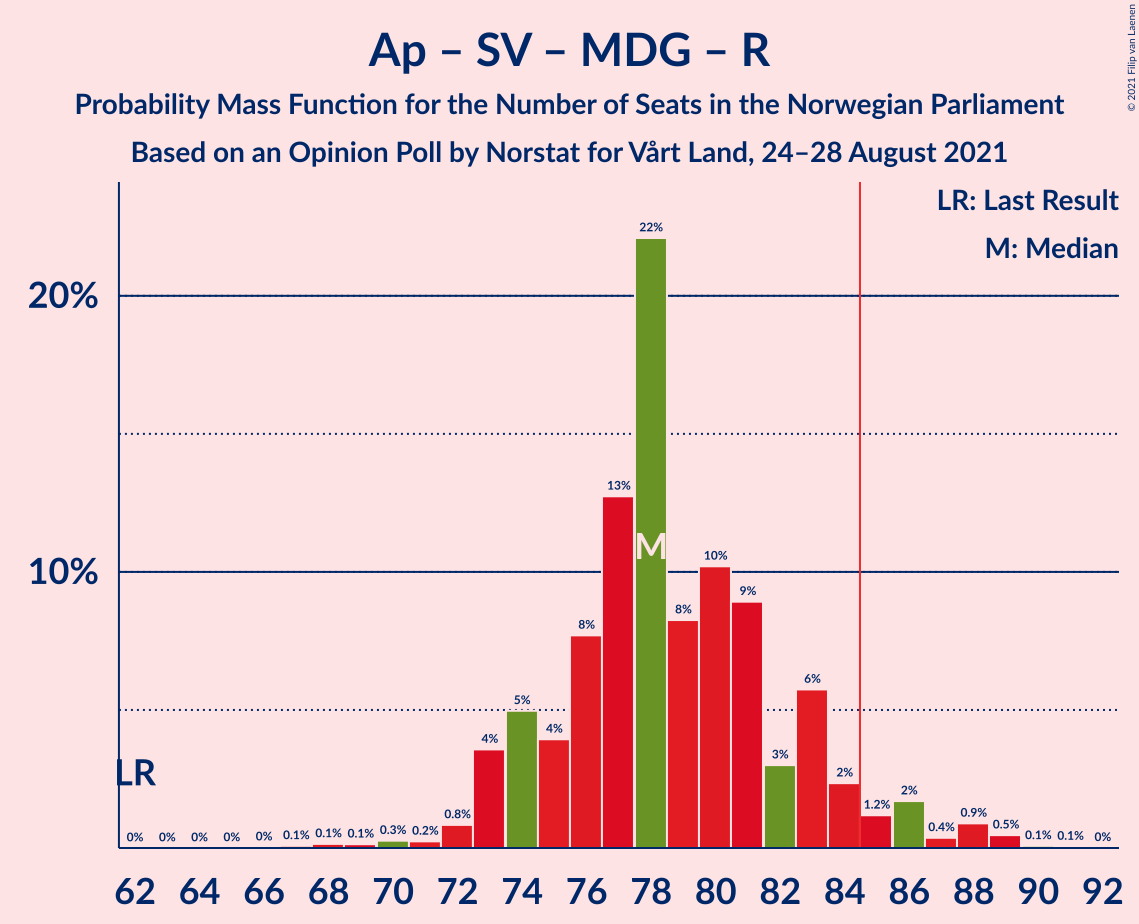 Ap – SV – MDG – R
Probability Mass Function for the Number of Seats in the Norwegian Parliament
Based on an Opinion Poll by Norstat for Vårt Land, 24–28 August 2021
© 2021 Filip van Laenen
LR: Last Result
M: Median
20%
10%
LR
M
0% 0% 0% 0% 0% 0.1% 0.1% 0.1% 0.3% 0.2% 0.8% 4% 5% 4% 8% 13% 22% 8% 10% 9% 3% 6% 2% 1.2% 2% 0.4% 0.9% 0.5% 0.1% 0.1% 0%
62 64 66 68 70 72 74 76 78 80 82 84 86 88 90 92